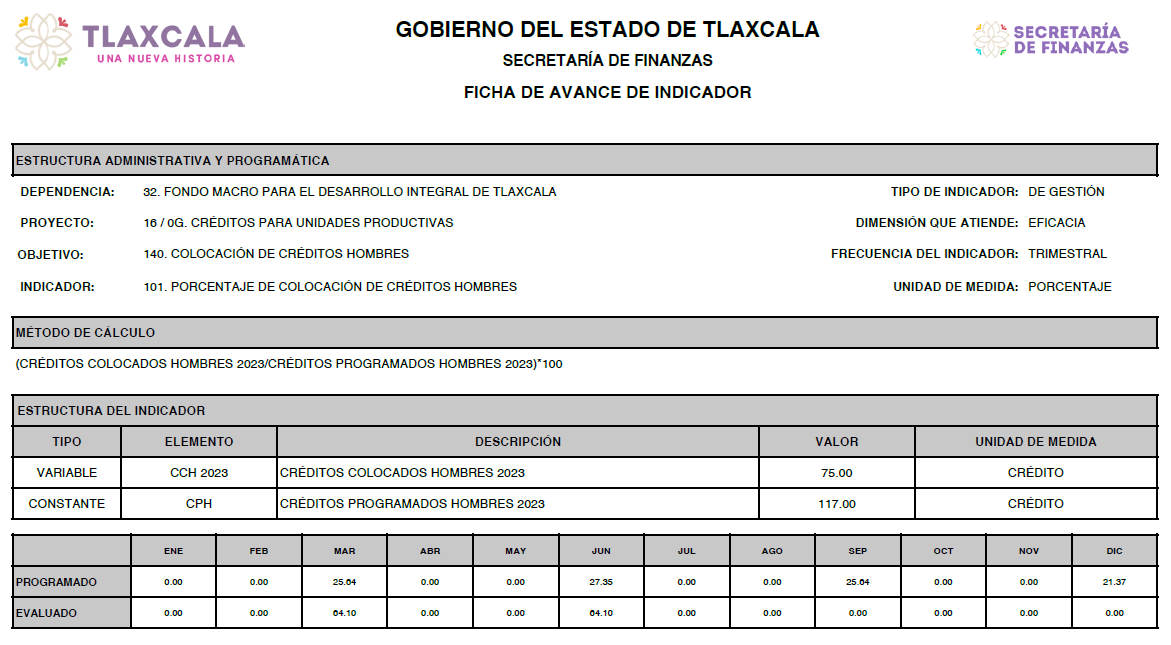 TLAXCALA
UNA NUEVA HISTORIA
GOBIERNO DEL ESTADO DE TLAXCALA
SECRETARÍA DE FINANZAS
FICHA DE AVANCE DE INDICADOR
SECRETARÍA
DE FINANZAS
ESTRUCTURA ADMINISTRATIVA Y PROGRAMÁTICA
DEPENDENCIA: 32. FONDO MACRO PARA EL DESARROLLO INTEGRAL DE TLAXCALA TIPO DE INDICADOR: DE GESTIÓN
PROYECTO: 16 / 0G. CRÉDITOS PARA UNIDADES PRODUCTIVAS DIMENSIÓN QUE ATIENDE: EFICACIA
OBJETIVO: 140. COLOCACIÓN DE CRÉDITOS HOMBRES FRECUENCIA DEL INDICADOR: TRIMESTRAL
INDICADOR: 101. PORCENTAJE DE COLOCACIÓN DE CRÉDITOS HOMBRES UNIDAD DE MEDIDA: PORCENTAJE
MÉTODO DE CÁLCULO
(CRÉDITOS COLOCADOS HOMBRES 2023/CRÉDITOS PROGRAMADOS HOMBRES 2023)*100
ESTRUCTURA DEL INDICADOR
TIPO ELEMENTO DESCRIPCIÓN VALOR UNIDAD DE MEDIDA
VARIABLE CCH 2023 CRÉDITOS COLOCADOS HOMBRES 2023 75.00 CRÉDITO
CONSTANTE CPH CRÉDITOS PROGRAMADOS HOMBRES 2023 117.00 CRÉDITO
ENE FEB MAR ABR MAY JUN JUL AGO SEP OCT NOV DIC
PROGRAMADO 0.00 0.00 25.64 0.00 0.00 27.35 0.00 0.00 25.64 0.00 0.00 21.37
EVALUADO 0.00 0.00 64.10 0.00 0.00 64.10 0.00 0.00 0.00 0.00 0.00 0.00